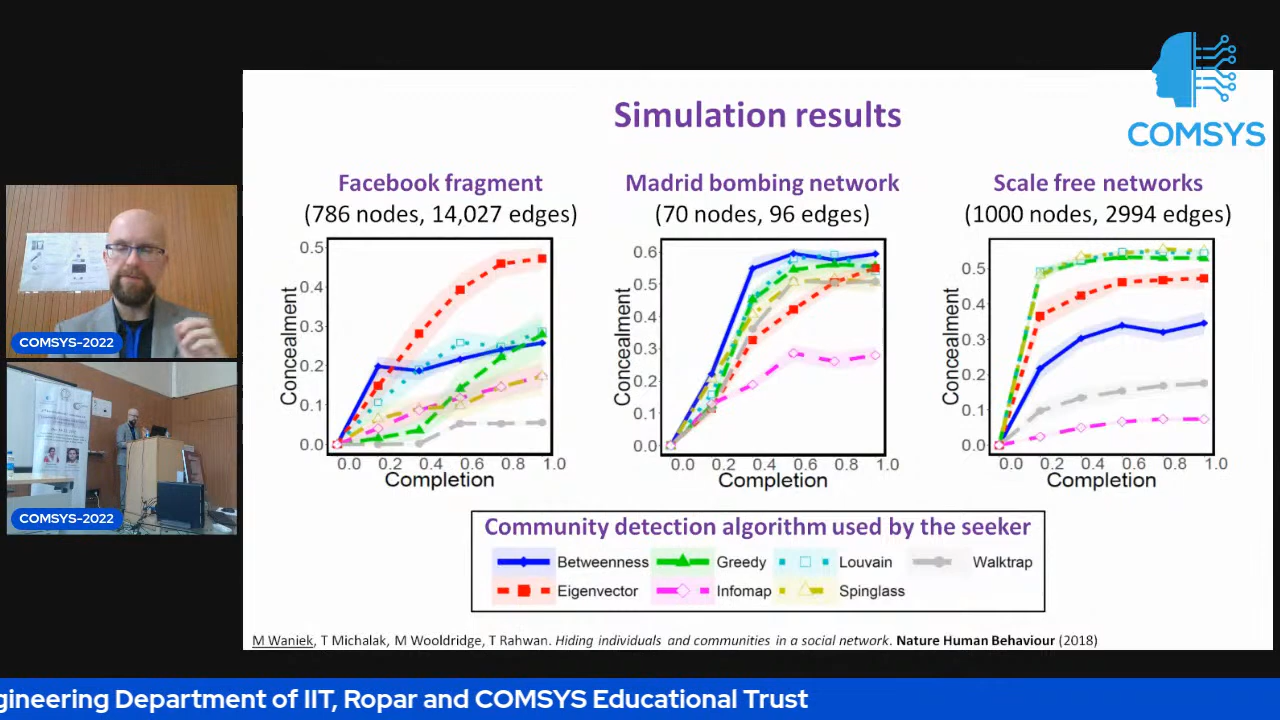 COMSYS
Simulation results
Facebook fragment
(786 nodes, 14,027 edges)
Madrid bombing network
(70 nodes, 96 edges)
Scale free networks
(1000 nodes, 2994 edges)
Concealment
0.5
0.4
0.3
0.2
0.1
0.0
0.0 0.2 0.4 0.6 0.8 1.0
Completion
Concealment
0.6
0.5
0.4
0.3
0.2
0.1
0.0
0.0 0.2 0.4 0.6 0.8 1.0
Completion
Concealment
0.5
0.4
0.3
0.2
0.1
0.0
0.0 0.2 0.4 0.6 0.8 1.0
Completion
Community detection algorithm used by the seeker
Betweenness Greedy Louvain Walktrap
Eigenvector Infomap Spinglass
M Waniek, T Michalak, M Wooldridge, T Rahwan. Hiding individuals and communities in a social network. Nature Human Behaviour (2018)
COMSYS-2022
COMSYS-2022
gineering Department of IIT, Ropar and COMSYS Educational Trust